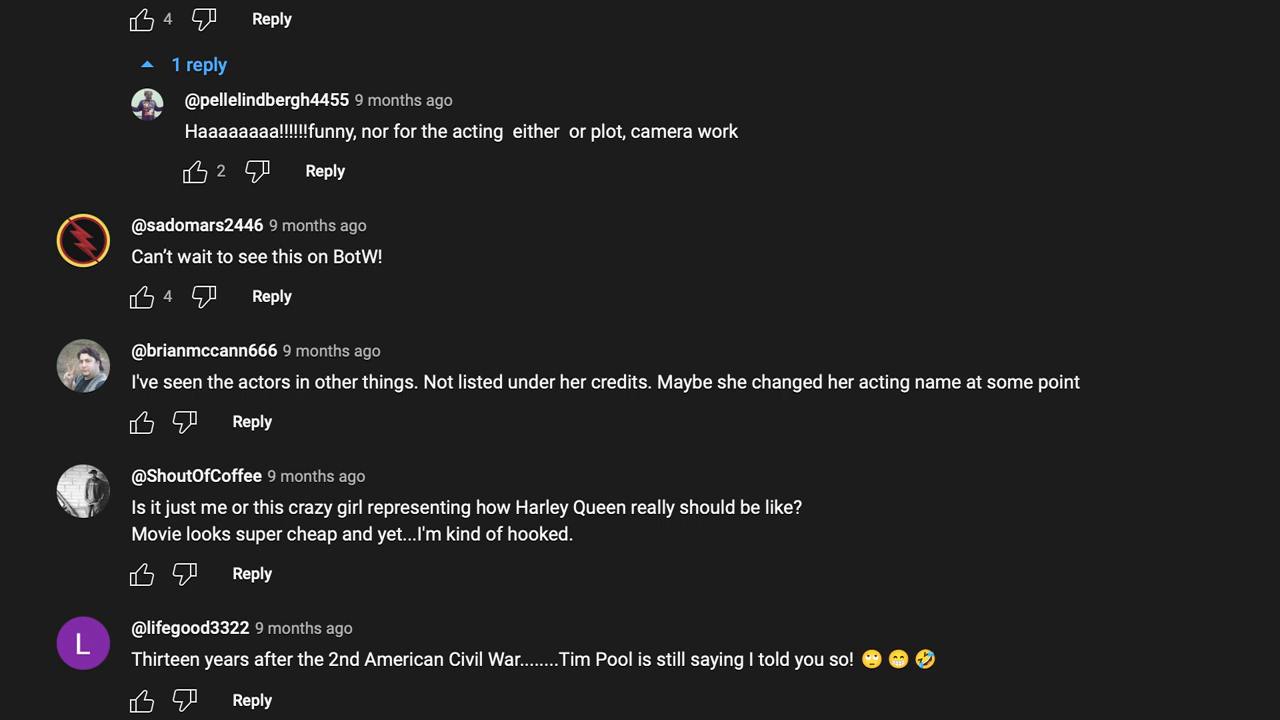 4 Reply
1 reply
@pellelindbergh4455 9 months ago
Haaaaaaaa!!!!!!funny, nor for the acting  either  or plot, camera work
2 Reply
@sadomars2446 9 months ago
Can’t wait to see this on BotW!
4 Reply
@brianmccann666 9 months ago
I've seen the actors in other things. Not listed under her credits. Maybe she changed her acting name at some point
Reply
@ShoutOfCoffee 9 months ago
Is it just me or this crazy girl representing how Harley Queen really should be like?
Movie looks super cheap and yet...I'm kind of hooked.
Reply
L
@lifegood3322 9 months ago
Thirteen years after the 2nd American Civil War........Tim Pool is still saying I told you so! 🙄 😁 🤣
Reply